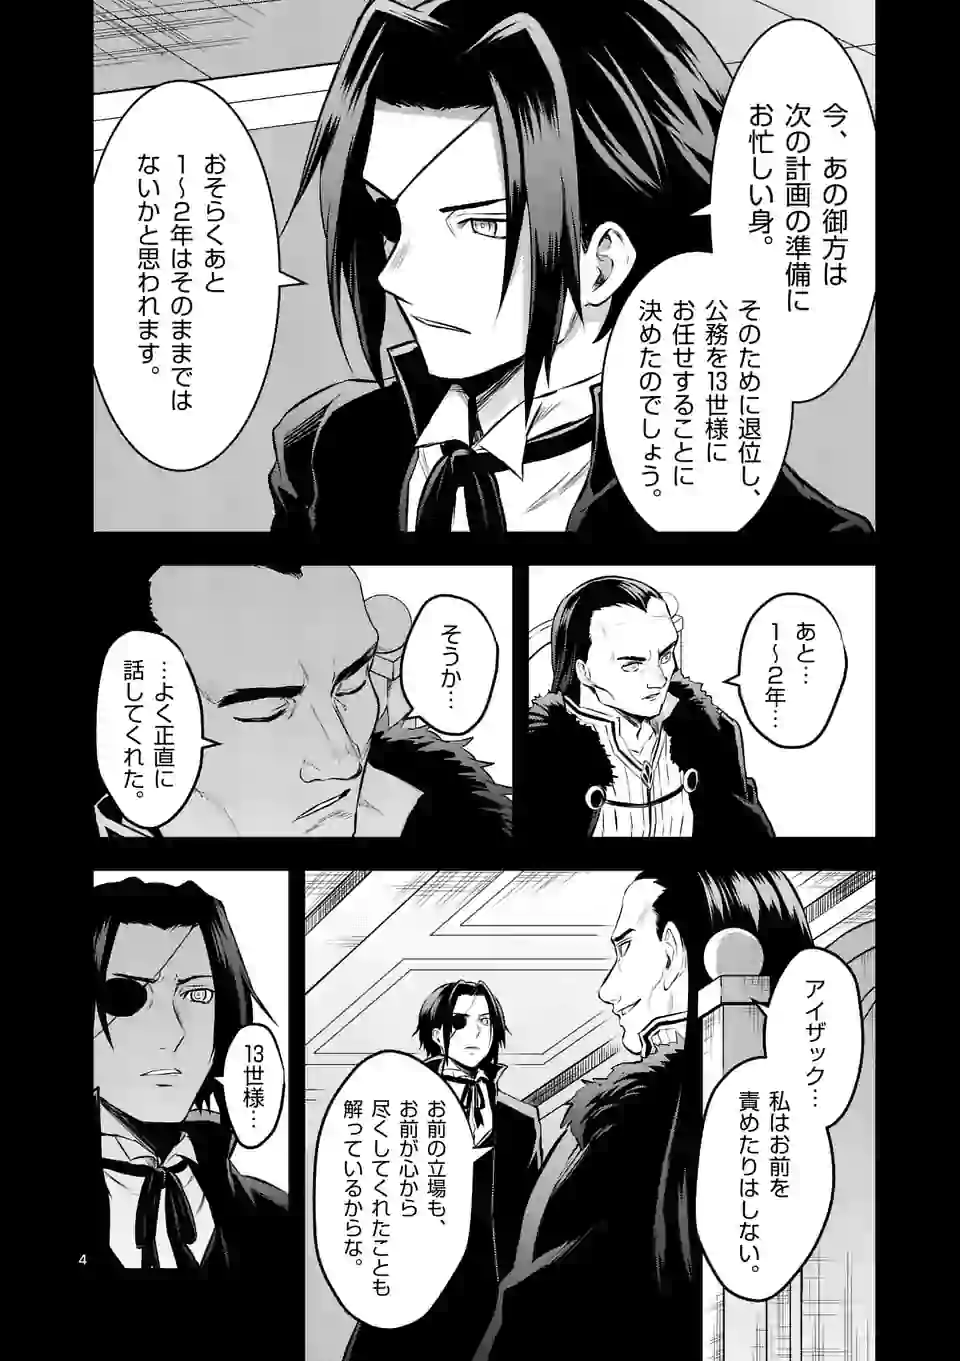 今、あの御方は
次の計画の準備に
お忙しい身。
そのために退位し、
公務を13世様に
お任せすることに
決めたのでしょう。
おそらくあと
1〜2年はそのままでは
ないかと思われます。
あと…
1〜2年…
そうか…
…よく正直に
話してくれた。
アイザック…
私はお前を
責めたりはしない。
お前の立場も、
お前が心から
尽くしてくれたことも
解っているからな。
13世様…
4